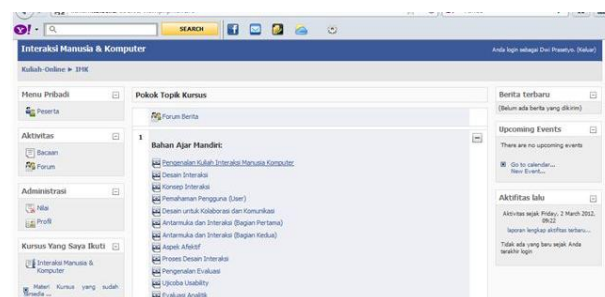 SEARCH
Interaksi Manusia & Komputer
Anda login sebagai Dwi Prasetyo. (Keluar)
Kuliah-Online ► IMK
Menu Pribadi
Peserta
Aktivitas
Bacaan
Forum
Administrasi
Nilai
Profil
Kursus Yang Saya Ikuti
Interaksi Manusia &
Komputer
Materi Kursus yang sudah
tersedia ...
Pokok Topik Kursus
Forum Berita
1
Bahan Ajar Mandiri:
Pengenalan Kuliah Interaksi Manusia Komputer
Desain Interaksi
Konsep Interaksi
Pemahaman Pengguna (User)
Desain untuk Kolaborasi dan Komunikasi
Antarmuka dan Interaksi (Bagian Pertama)
Antarmuka dan Interaksi (Bagian Kedua)
Aspek Afektif
Proses Desain Interaksi
Pengenalan Evaluasi
Ujicoba Usability
Evaluasi Analitik
Berita terbaru
(Belum ada berita yang dikirim)
Upcoming Events
There are no upcoming events
Go to calendar...
New Event...
Aktifitas lalu
Aktivitas sejak Friday, 2 March 2012,
09:22
laporan lengkap aktifitas terbaru...
Tidak ada yang baru sejak Anda
terakhir login